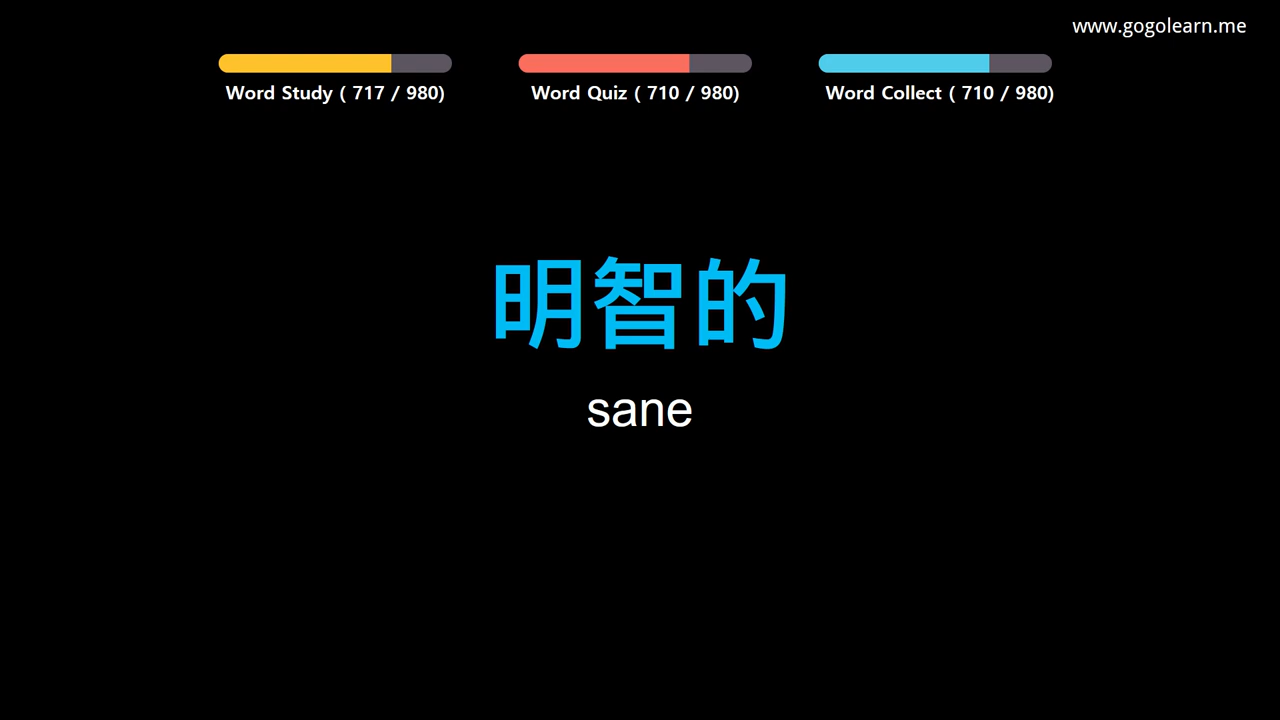 www.gogolearn.me
Word Study ( 717 / 980)
Word Quiz ( 710 / 980)
Word Collect ( 710 / 980)
明智的
sane